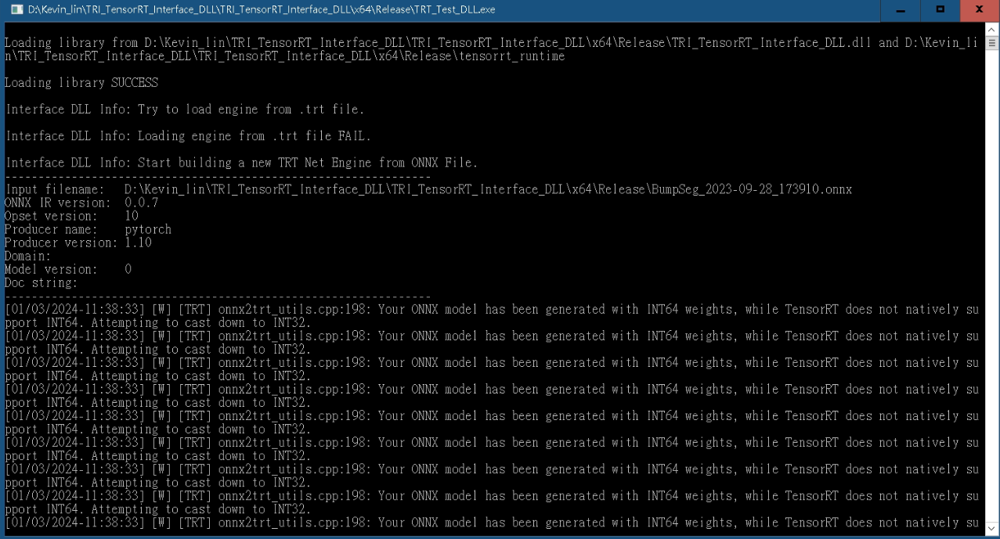 D:\Kevin_lin\TRI_TensorRT_Interface_DLL\TRI_TensorRT_Interface_DLL\x64\Release\TRT_Test_DLL.exe
Loading library from D:\Kevin_lin\TRI_TensorRT_Interface_DLL\TRI_TensorRT_Interface_DLL\x64\Release\TRI_TensorRT_Interface_DLL.dll and D:\Kevin_li
n\TRI_TensorRT_Interface_DLL\TRI_TensorRT_Interface_DLL\x64\Release\tensorrt_runtime
Loading library SUCCESS
Interface DLL Info: Try to load engine from .trt file.
Interface DLL Info: Loading engine from .trt file FAIL.
Interface DLL Info: Start building a new TRT Net Engine from ONNX File.
----------------------------------------------------------------
Input filename:   D:\Kevin_lin\TRI_TensorRT_Interface_DLL\TRI_TensorRT_Interface_DLL\x64\Release\BumpSeg_2023-09-28_173910.onnx
ONNX IR version:  0.0.7
Opset version:    10
Producer name:    pytorch
Producer version: 1.10
Domain:
Model version:    0
Doc string:
----------------------------------------------------------------
[01/03/2024-11:38:33] [W] [TRT] onnx2trt_utils.cpp:198: Your ONNX model has been generated with INT64 weights, while TensorRT does not natively su
pport INT64. Attempting to cast down to INT32.
[01/03/2024-11:38:33] [W] [TRT] onnx2trt_utils.cpp:198: Your ONNX model has been generated with INT64 weights, while TensorRT does not natively su
pport INT64. Attempting to cast down to INT32.
[01/03/2024-11:38:33] [W] [TRT] onnx2trt_utils.cpp:198: Your ONNX model has been generated with INT64 weights, while TensorRT does not natively su
pport INT64. Attempting to cast down to INT32.
[01/03/2024-11:38:33] [W] [TRT] onnx2trt_utils.cpp:198: Your ONNX model has been generated with INT64 weights, while TensorRT does not natively su
pport INT64. Attempting to cast down to INT32.
[01/03/2024-11:38:33] [W] [TRT] onnx2trt_utils.cpp:198: Your ONNX model has been generated with INT64 weights, while TensorRT does not natively su
pport INT64. Attempting to cast down to INT32.
[01/03/2024-11:38:33] [W] [TRT] onnx2trt_utils.cpp:198: Your ONNX model has been generated with INT64 weights, while TensorRT does not natively su
pport INT64. Attempting to cast down to INT32.
[01/03/2024-11:38:33] [W] [TRT] onnx2trt_utils.cpp:198: Your ONNX model has been generated with INT64 weights, while TensorRT does not natively su
pport INT64. Attempting to cast down to INT32.
[01/03/2024-11:38:33] [W] [TRT] onnx2trt_utils.cpp:198: Your ONNX model has been generated with INT64 weights, while TensorRT does not natively su
pport INT64. Attempting to cast down to INT32.
[01/03/2024-11:38:33] [W] [TRT] onnx2trt_utils.cpp:198: Your ONNX model has been generated with INT64 weights, while TensorRT does not natively su